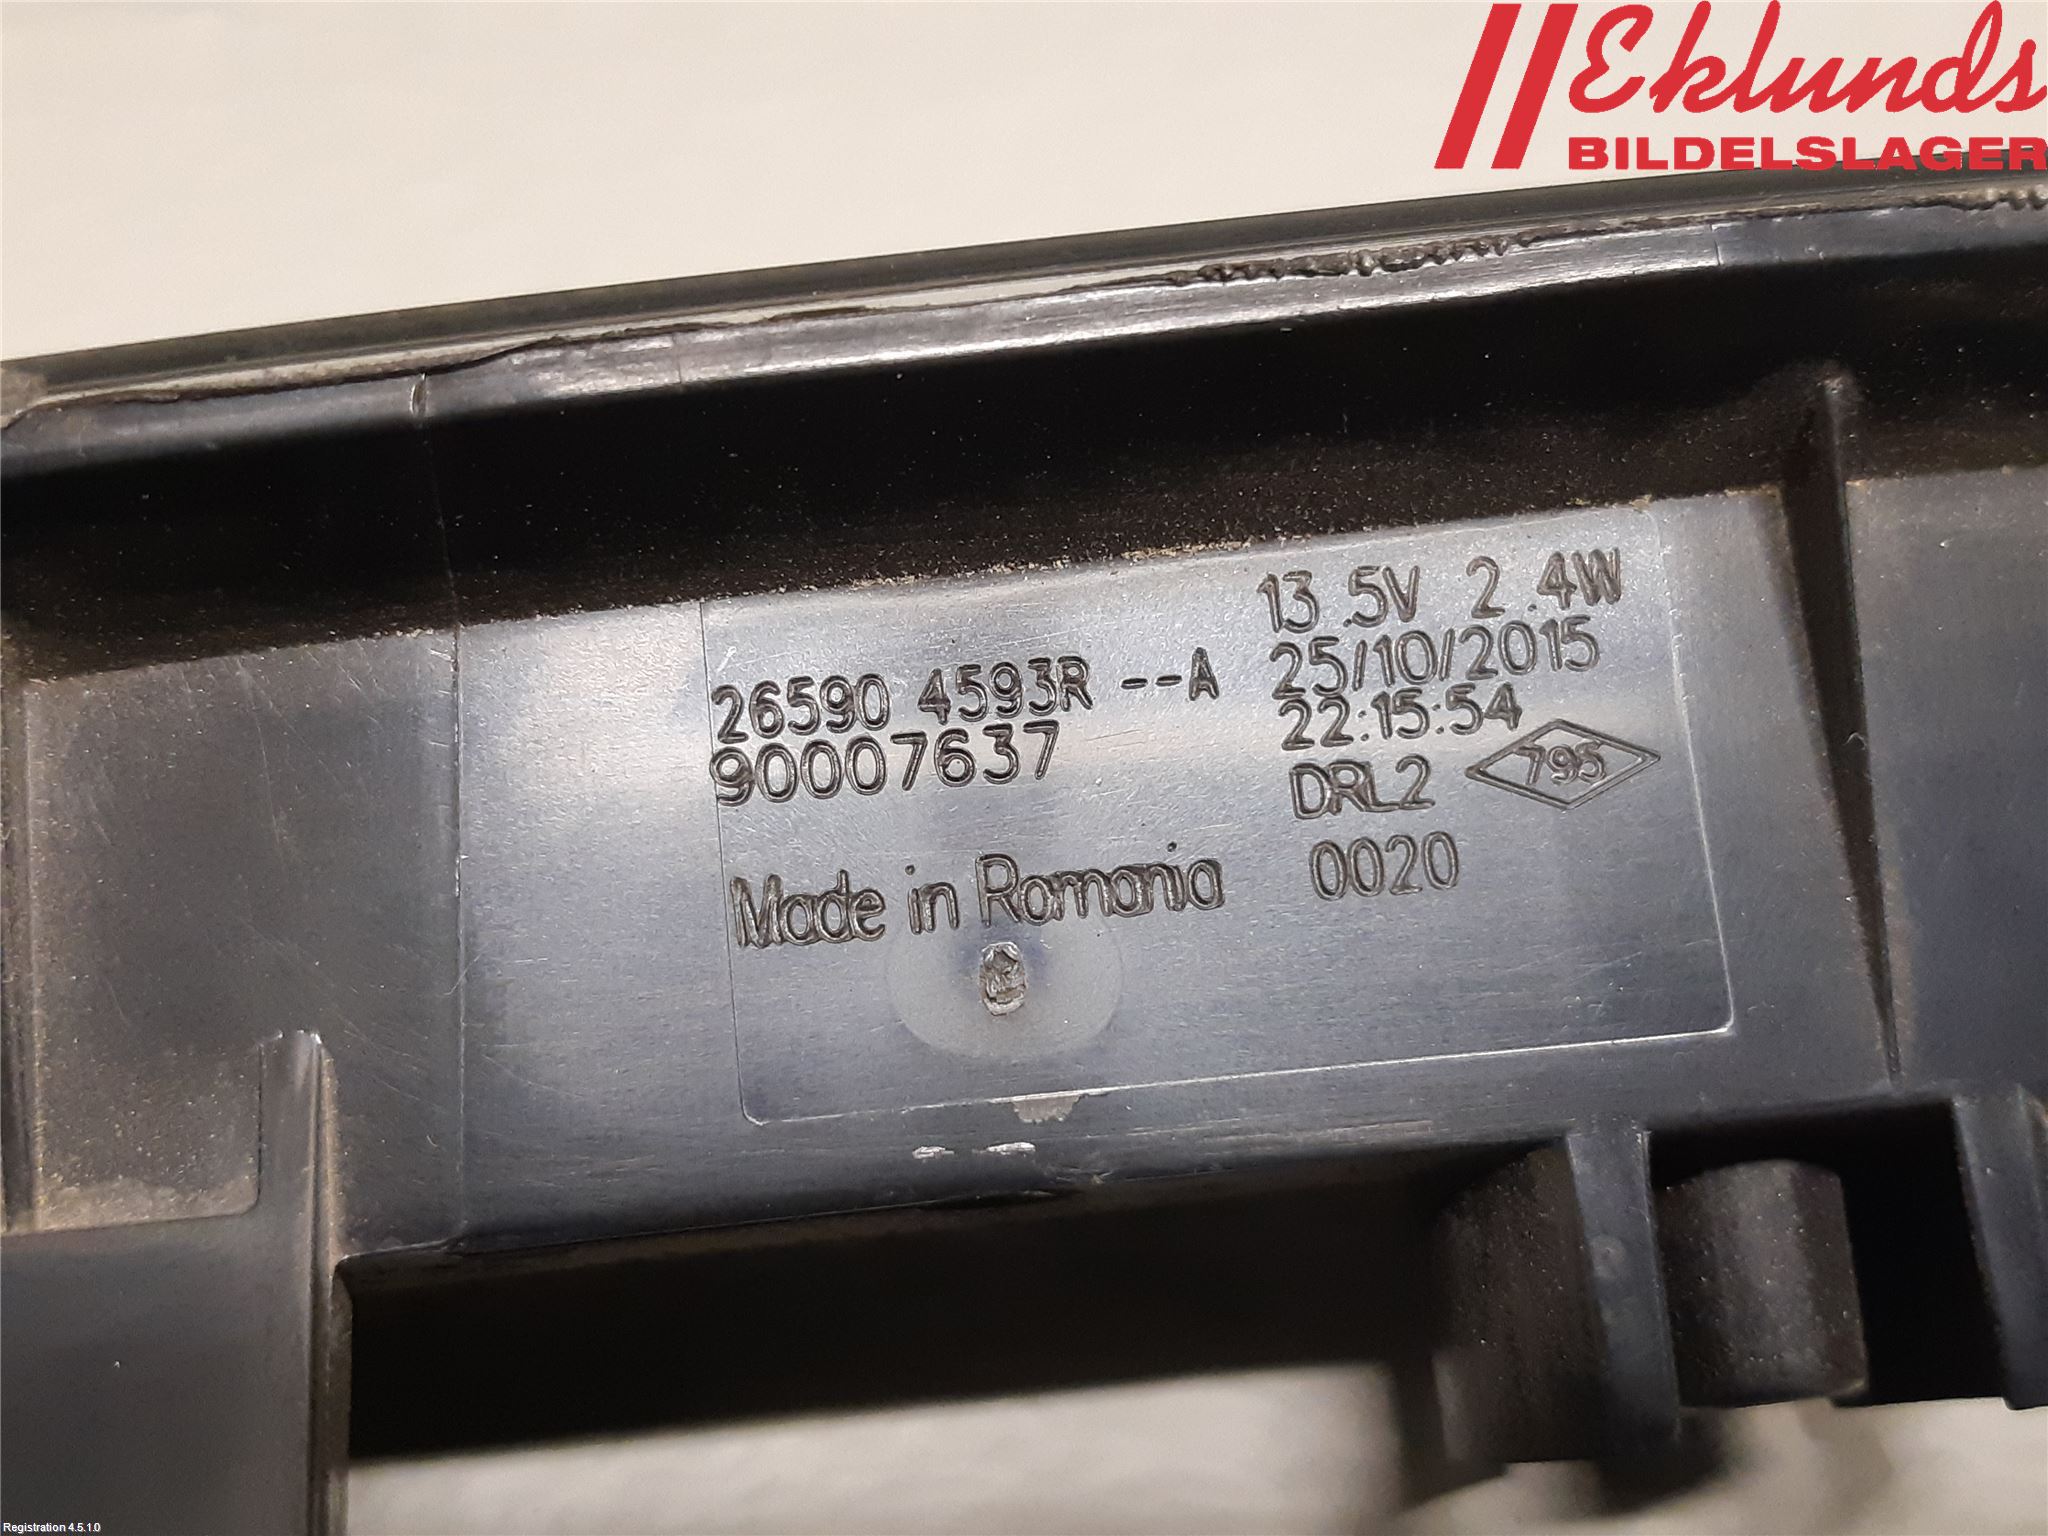 Eklunds
BILDELSLAGER
13.5V 2.4W
26590 4593R --A
25/10/2015
22:15:54
90007637
DRL2
795
Made in Romania
0020
Registration 4.5.1.0